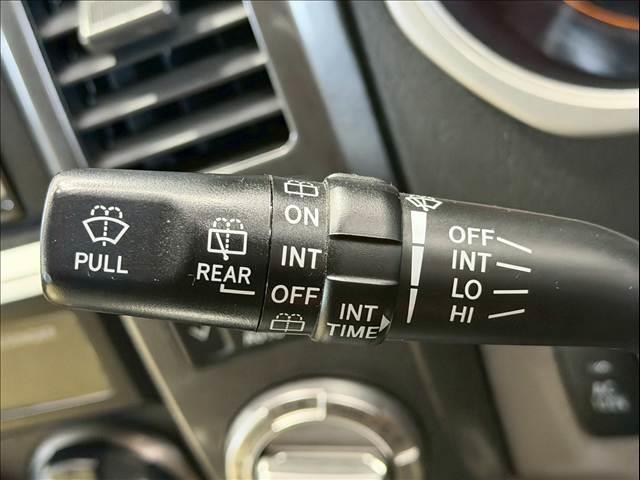 PULL
REAR
ON
INT
OFF
INT
TIME
OFF
INT
LO
HI